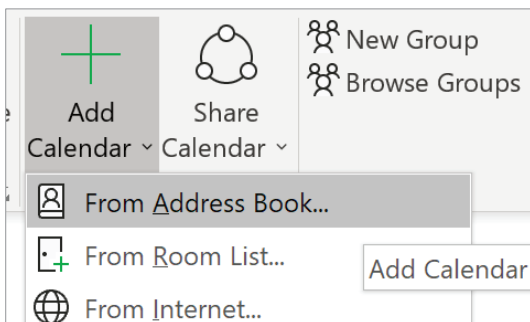 Add
Calendar
Share
Calendar
New Group
Browse Groups
From Address Book...
From Room List...
Add Calendar
From Internet...